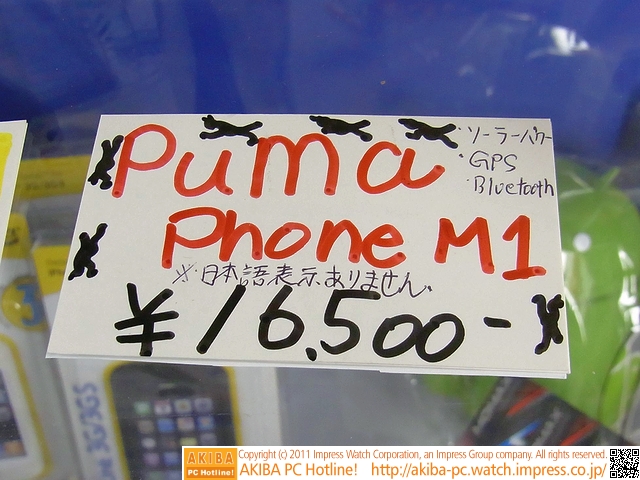 Puma
・ソーラーパワー
・GPS
・Bluetooth
Phone M1
※日本語表示ありません.
¥16,500-
3G/3GS
AKIBA
PC Hotline!
Copyright (c) 2011 Impress Watch Corporation, an Impress Group company. All rights reserved.
AKIBA PC Hotline! http://akiba-pc.watch.impress.co.jp/